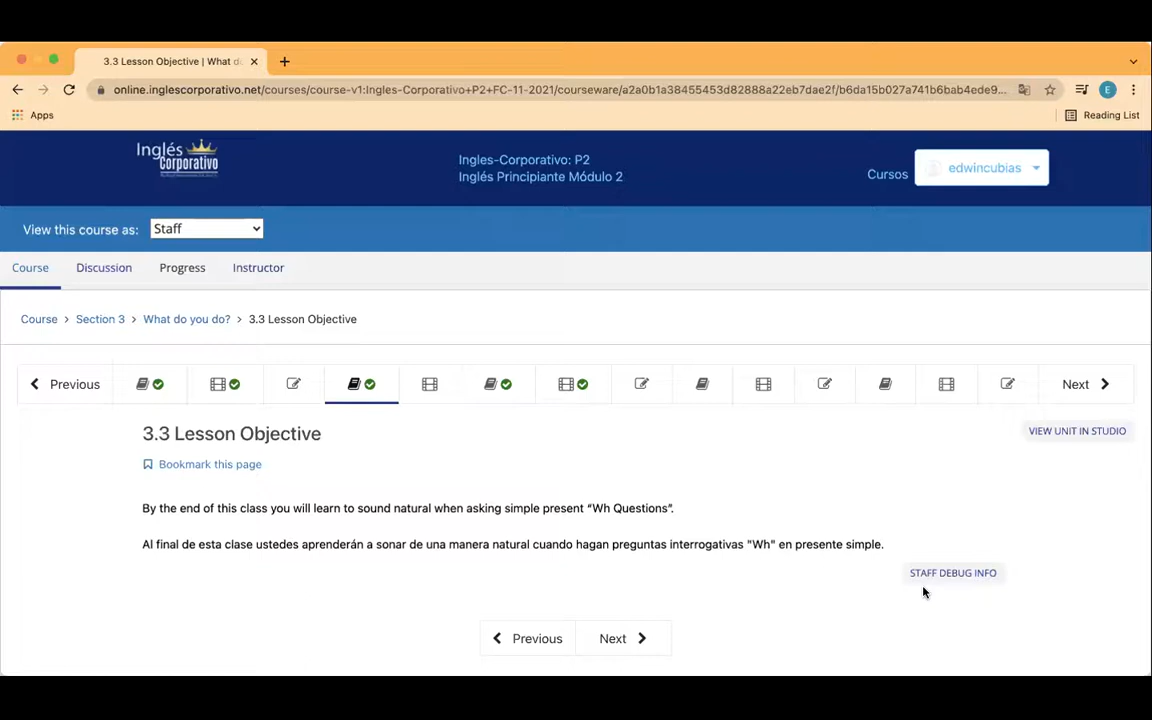 3.3 Lesson Objective | What d
online.inglescorporativo.net/courses/course-v1:Ingles-Corporativo+P2+FC-11-2021/courseware/a2a0b1a38455453d82888a22eb7dae2f/b6da15b027a741b6bab4ede9...
E
Apps
Reading List
Inglés
Corporativo
Ingles-Corporativo: P2
Inglés Principiante Módulo 2
Cursos
edwincubias
View this course as:
Staff
Course
Discussion
Progress
Instructor
Course > Section 3 > What do you do? > 3.3 Lesson Objective
Previous
Next
3.3 Lesson Objective
VIEW UNIT IN STUDIO
Bookmark this page
By the end of this class you will learn to sound natural when asking simple present “Wh Questions”.
Al final de esta clase ustedes aprenderán a sonar de una manera natural cuando hagan preguntas interrogativas "Wh" en presente simple.
STAFF DEBUG INFO
Previous
Next